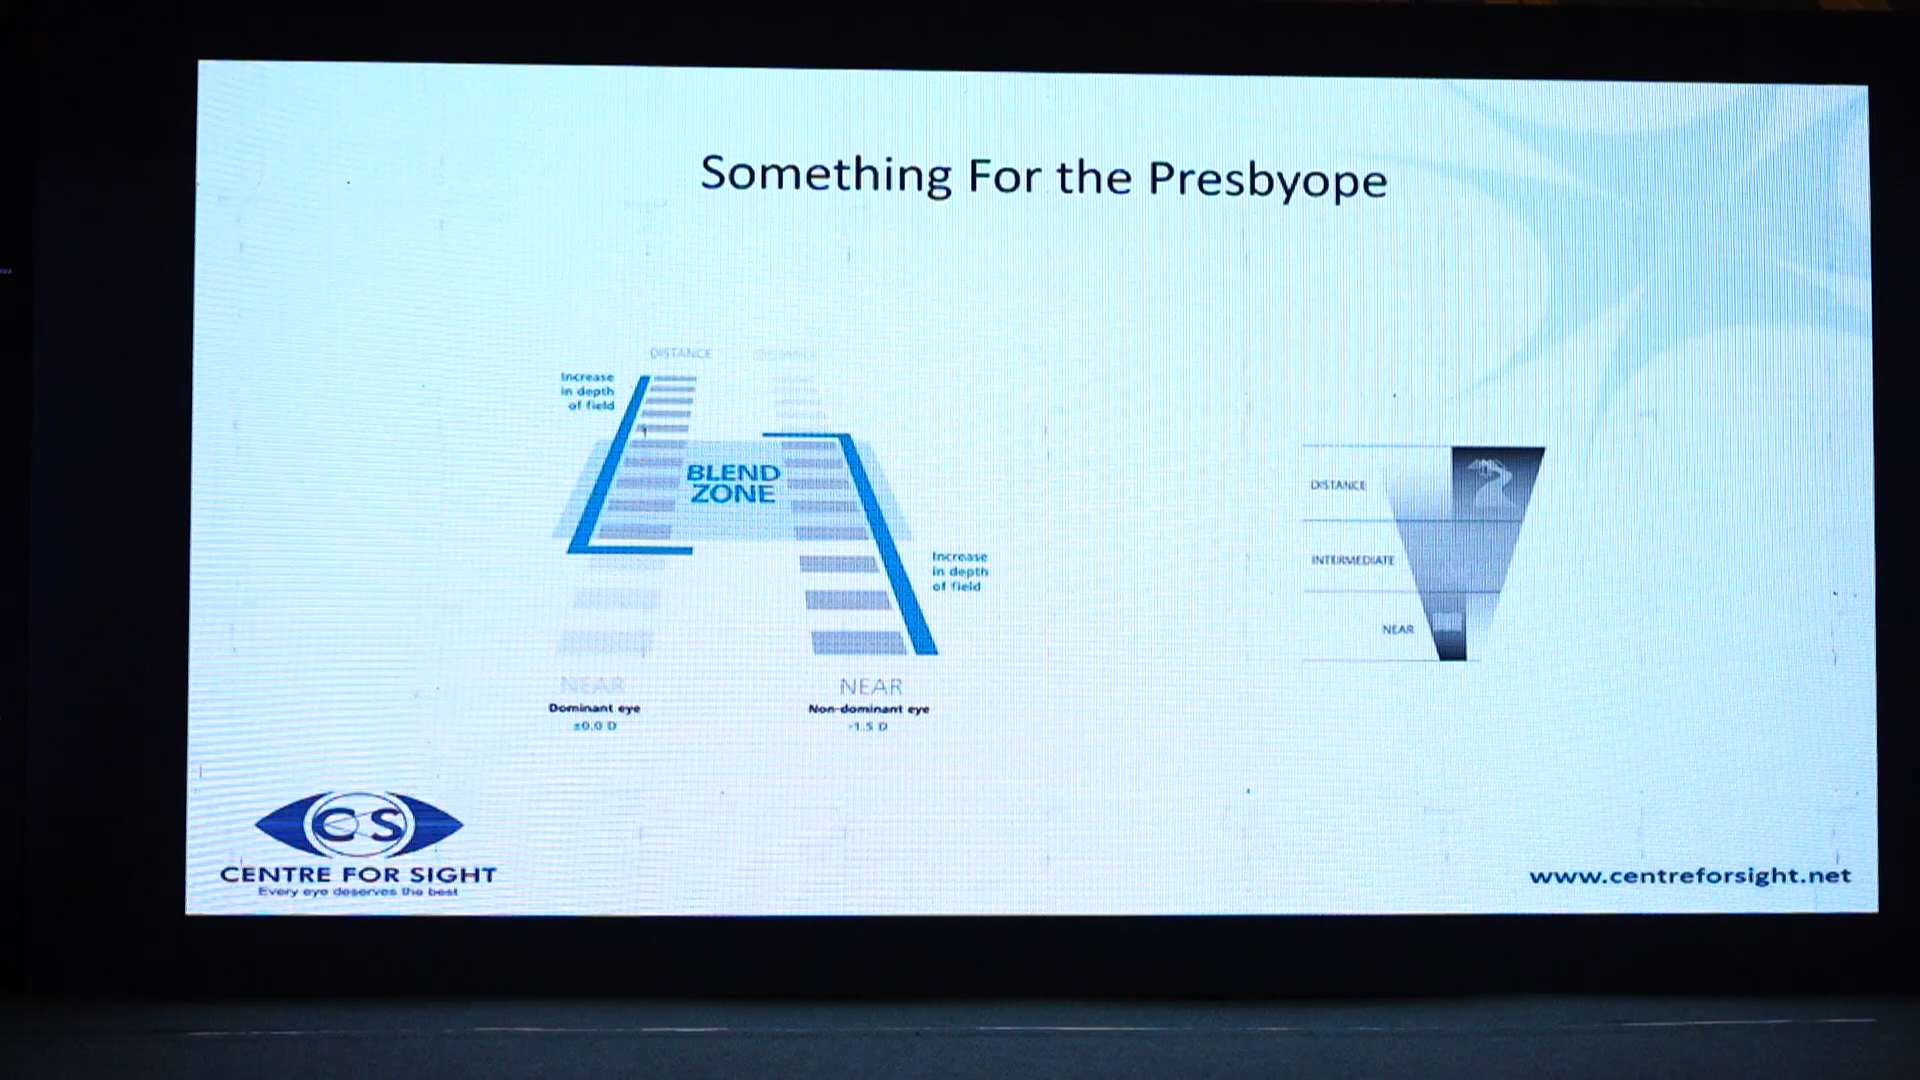 Something For the Presbyope
DISTANCE
DISTANCE
Increase
in depth
of field
BLEND
ZONE
Increase
in depth
of field
NEAR
NEAR
Dominant eye
Non-dominant eye
±0.0 D
-1.5 D
DISTANCE
INTERMEDIATE
NEAR
CS
CENTRE FOR SIGHT
Every eye deserves the best
www.centreforsight.net